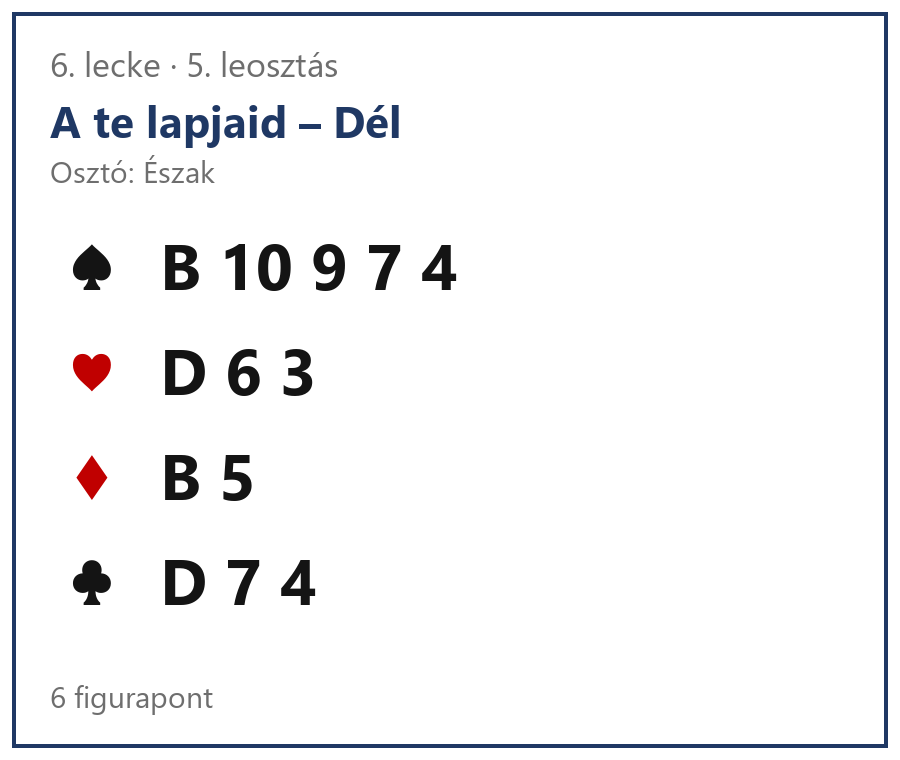 6. lecke · 5. leosztás
A te lapjaid – Dél
Osztó: Észak
♠ B 10 9 7 4
♥ D 6 3
♦ B 5
♣ D 7 4
6 figurapont